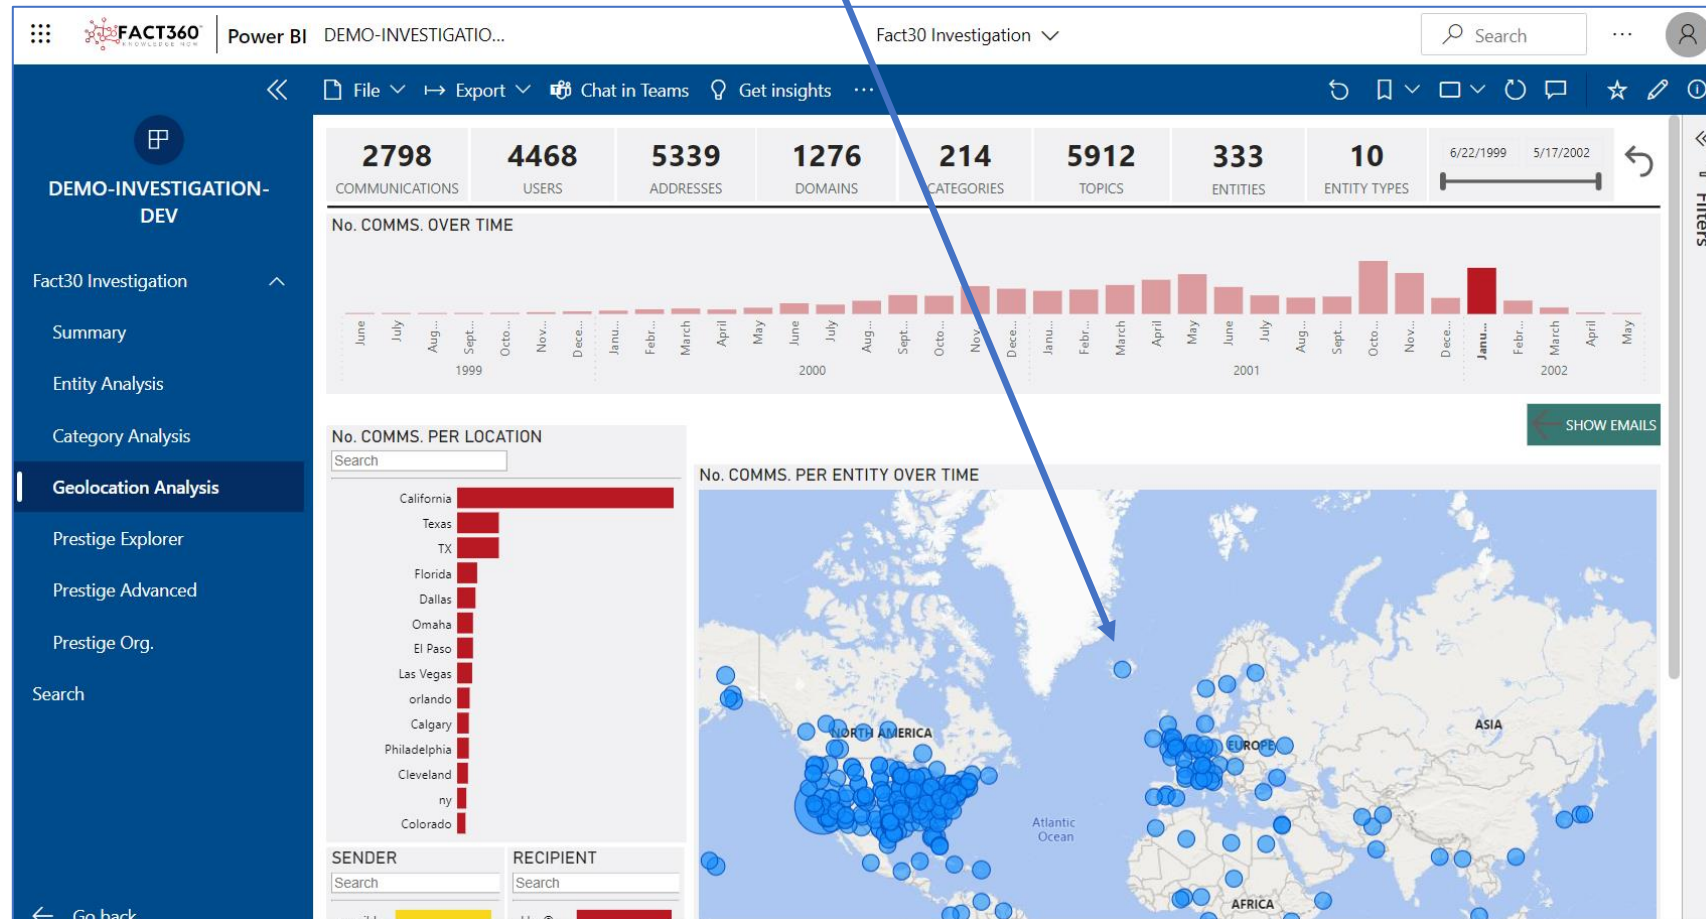 FACT360
KNOWLEDGE NOW
Power BI
DEMO-INVESTIGATIO...
Fact30 Investigation
Search
File
Export
Chat in Teams
Get insights
DEMO-INVESTIGATION-
DEV
Fact30 Investigation
Summary
Entity Analysis
Category Analysis
Geolocation Analysis
Prestige Explorer
Prestige Advanced
Prestige Org.
Search
Go back
2798
COMMUNICATIONS
4468
USERS
5339
ADDRESSES
1276
DOMAINS
214
CATEGORIES
5912
TOPICS
333
ENTITIES
10
ENTITY TYPES
6/22/1999
5/17/2002
Filters
No. COMMS. OVER TIME
June
July
Aug...
Sept...
Octo...
Nov...
Dece...
Janu...
Febr...
March
April
May
June
July
Aug...
Sept...
Octo...
Nov...
Dece...
Janu...
Febr...
March
April
May
June
July
Aug...
Sept...
Octo...
Nov...
Dece...
Janu...
Febr...
March
April
May
1999
2000
2001
2002
SHOW EMAILS
No. COMMS. PER LOCATION
Search
California
Texas
TX
Florida
Dallas
Omaha
El Paso
Las Vegas
orlando
Calgary
Philadelphia
Cleveland
ny
Colorado
No. COMMS. PER ENTITY OVER TIME
NORTH AMERICA
EUROPE
ASIA
Atlantic
Ocean
AFRICA
SENDER
Search
RECIPIENT
Search